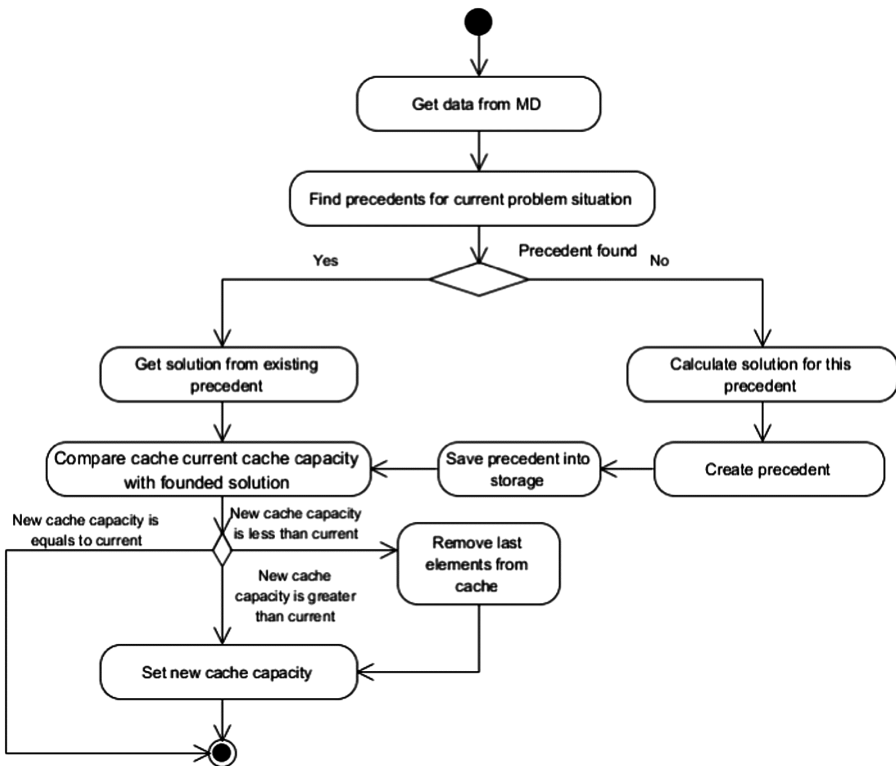 Get data from MD
Find precedents for current problem situation
Precedent found
Yes
No
Get solution from existing
precedent
Calculate solution for this
precedent
Compare cache current cache capacity
with founded solution
Save precedent into
storage
Create precedent
New cache capacity is
equals to current
New cache capacity
is less than current
Remove last
elements from
cache
New cache
capacity is greater
than current
Set new cache capacity